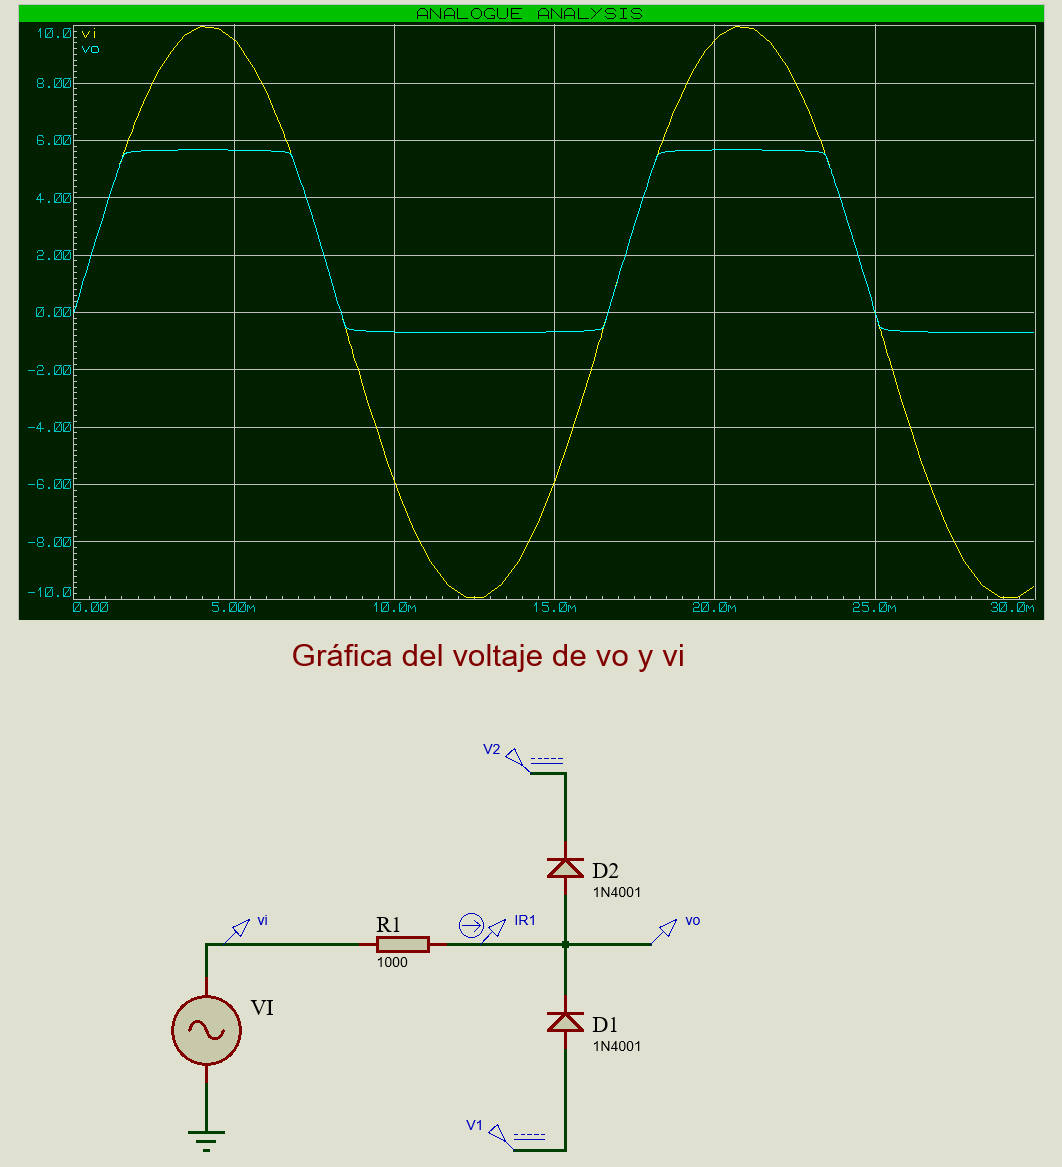 ANALOGUE ANALYSIS
10.0
vi
vo
8.00
6.00
4.00
2.00
0.00
-2.00
-4.00
-6.00
-8.00
-10.0
0.00 5.00m 10.0m 15.0m 20.0m 25.0m 30.0m
Gráfica del voltaje de vo y vi
V2
D2
1N4001
vi
R1
IR1
vo
1000
VI
D1
1N4001
V1